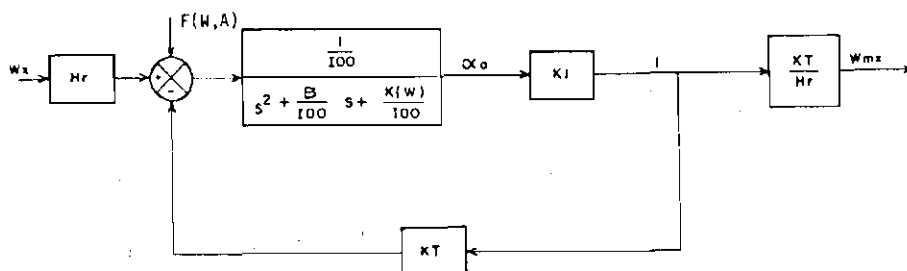 F(W,A)
Wx
Hr
+
-
1
100
S² + B/100 S + K(W)/100
αo
KI
I
KT
Hr
Wmx
KT